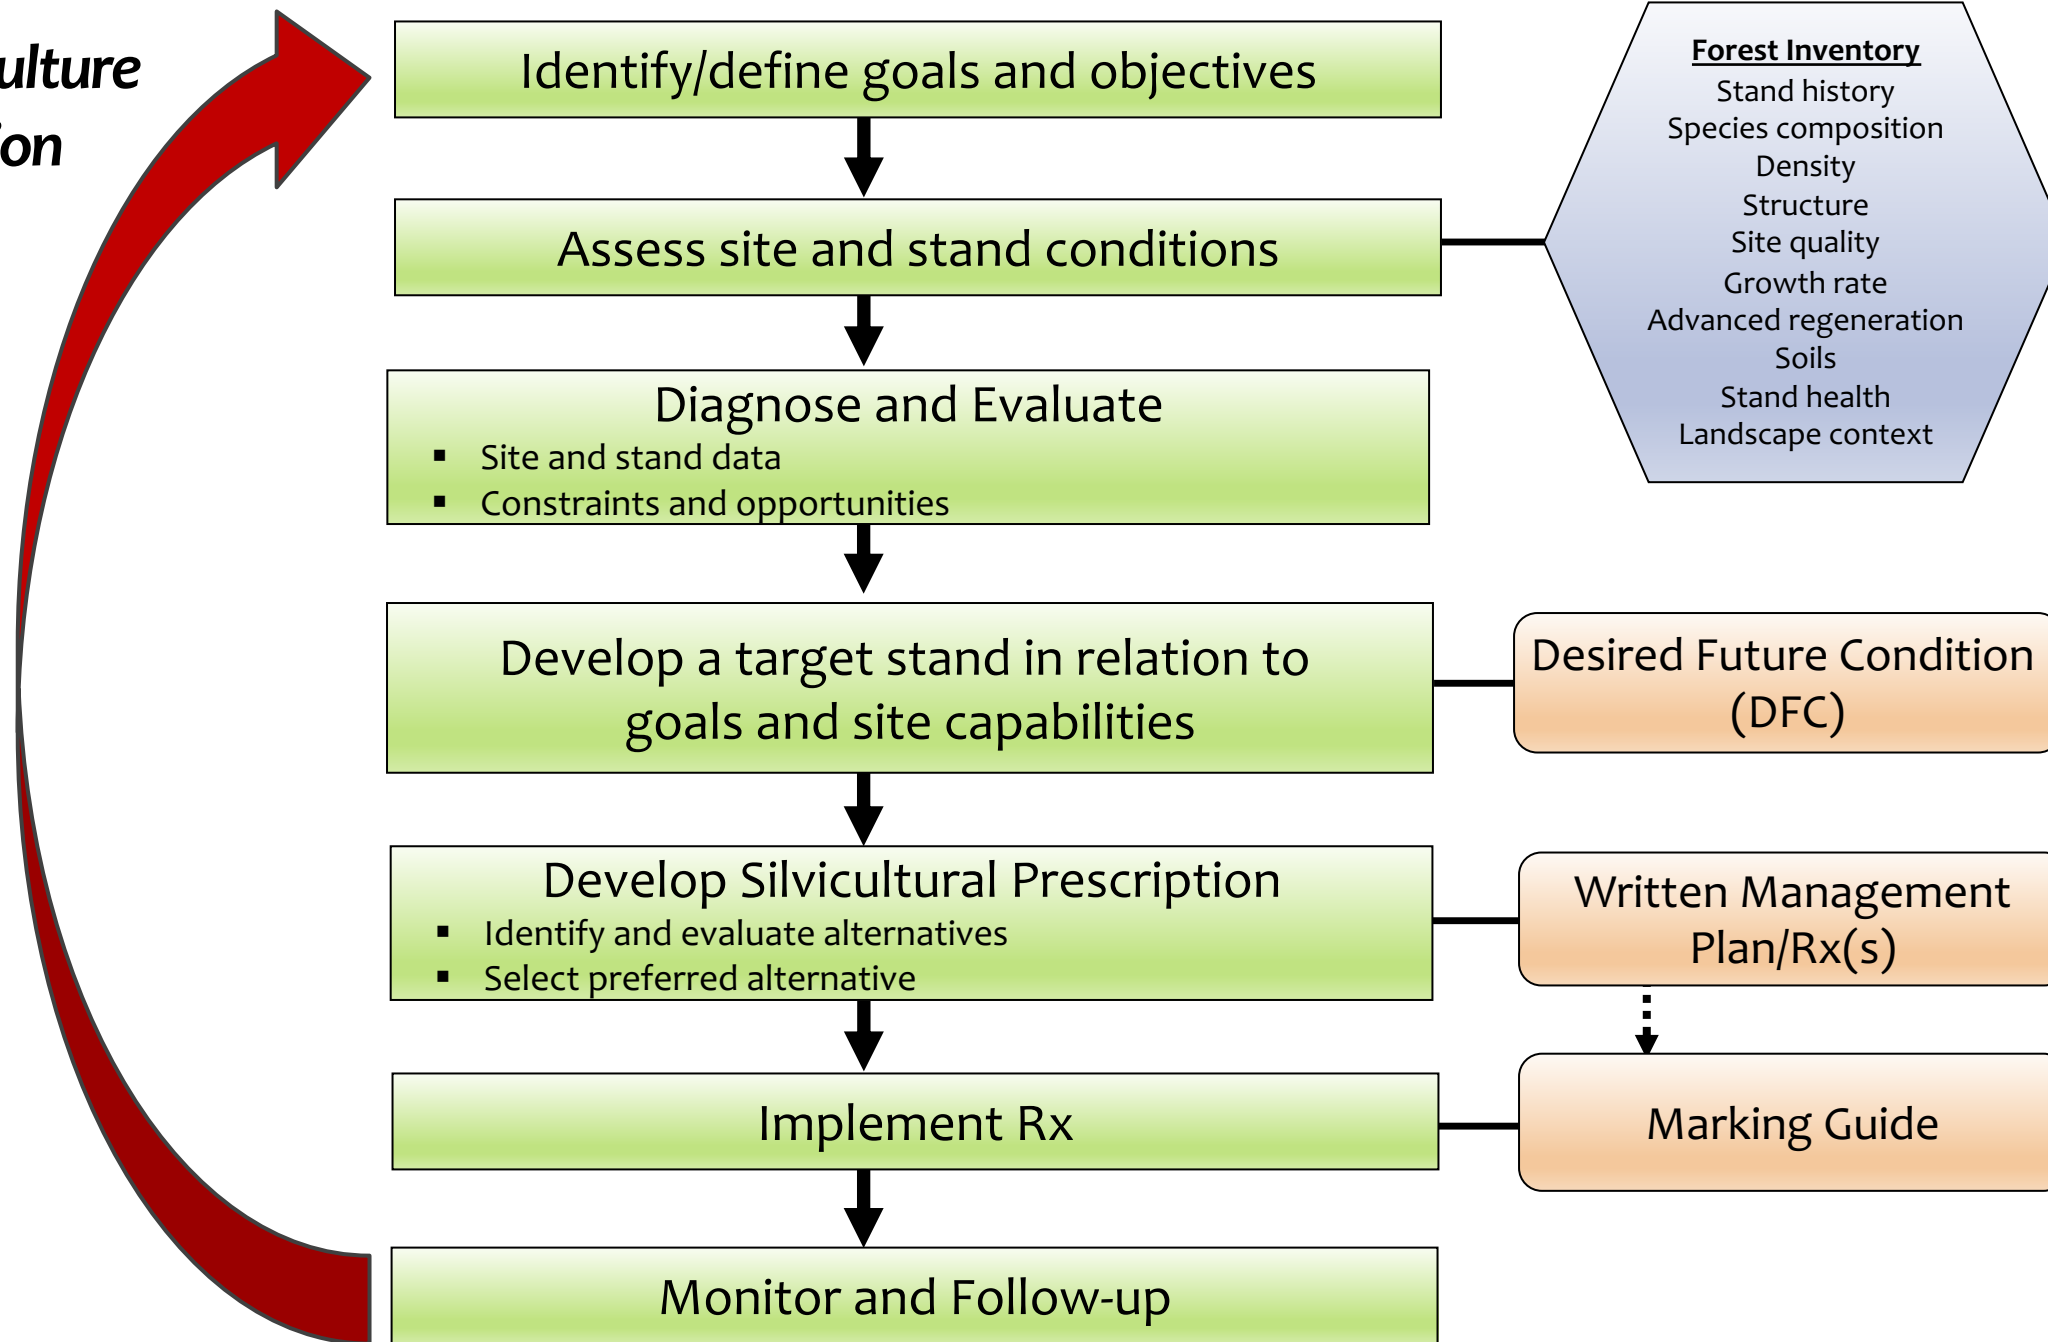 ulture
ion
Identify/define goals and objectives
Assess site and stand conditions
Forest Inventory
Stand history
Species composition
Density
Structure
Site quality
Growth rate
Advanced regeneration
Soils
Stand health
Landscape context
Diagnose and Evaluate
▪ Site and stand data
▪ Constraints and opportunities
Develop a target stand in relation to
goals and site capabilities
Desired Future Condition
(DFC)
Develop Silvicultural Prescription
▪ Identify and evaluate alternatives
▪ Select preferred alternative
Written Management
Plan/Rx(s)
Implement Rx
Marking Guide
Monitor and Follow-up